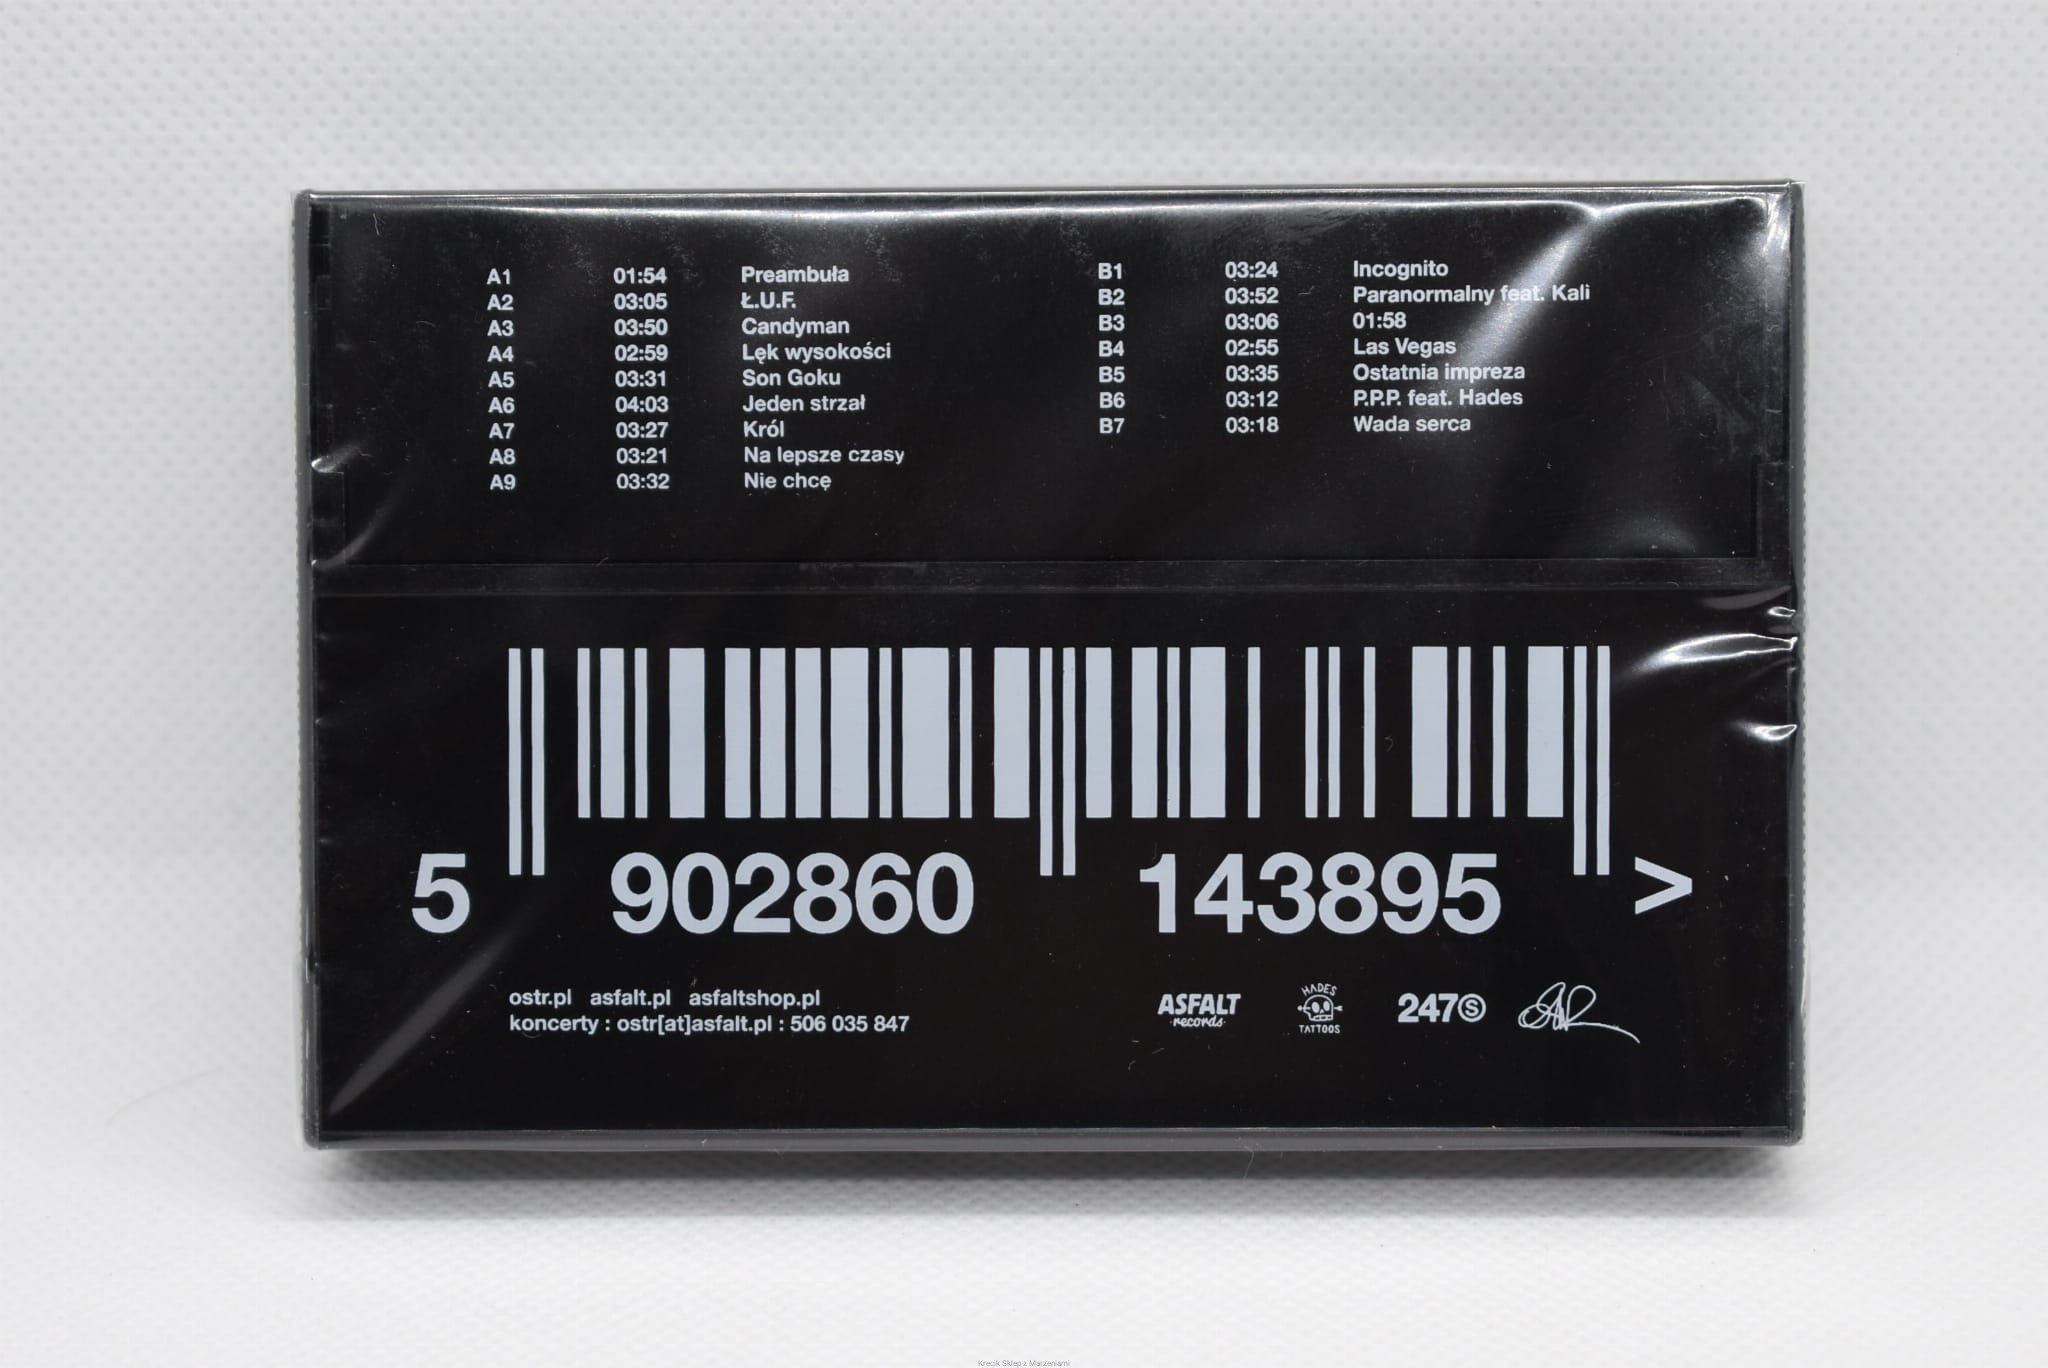 A1 01:54 Preambuła
A2 03:05 Ł.U.F.
A3 03:50 Candyman
A4 02:59 Lęk wysokości
A5 03:31 Son Goku
A6 04:03 Jeden strzał
A7 03:27 Król
A8 03:21 Na lepsze czasy
A9 03:32 Nie chcę
B1 03:24 Incognito
B2 03:52 Paranormalny feat. Kali
B3 03:06 01:58
B4 02:55 Las Vegas
B5 03:35 Ostatnia impreza
B6 03:12 P.P.P. feat. Hades
B7 03:18 Wada serca
5 902860 143895 >
ostr.pl asfalt.pl asfaltshop.pl
koncerty : ostr[at]asfalt.pl : 506 035 847
ASFALT
records
HADES
TATTOOS
247S
Krecik Sklep z Marzeniami